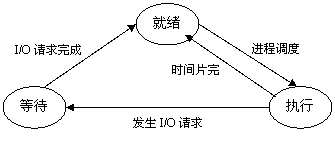 就绪
I/O 请求完成
进程调度
时间片完
等待
执行
发生 I/O 请求